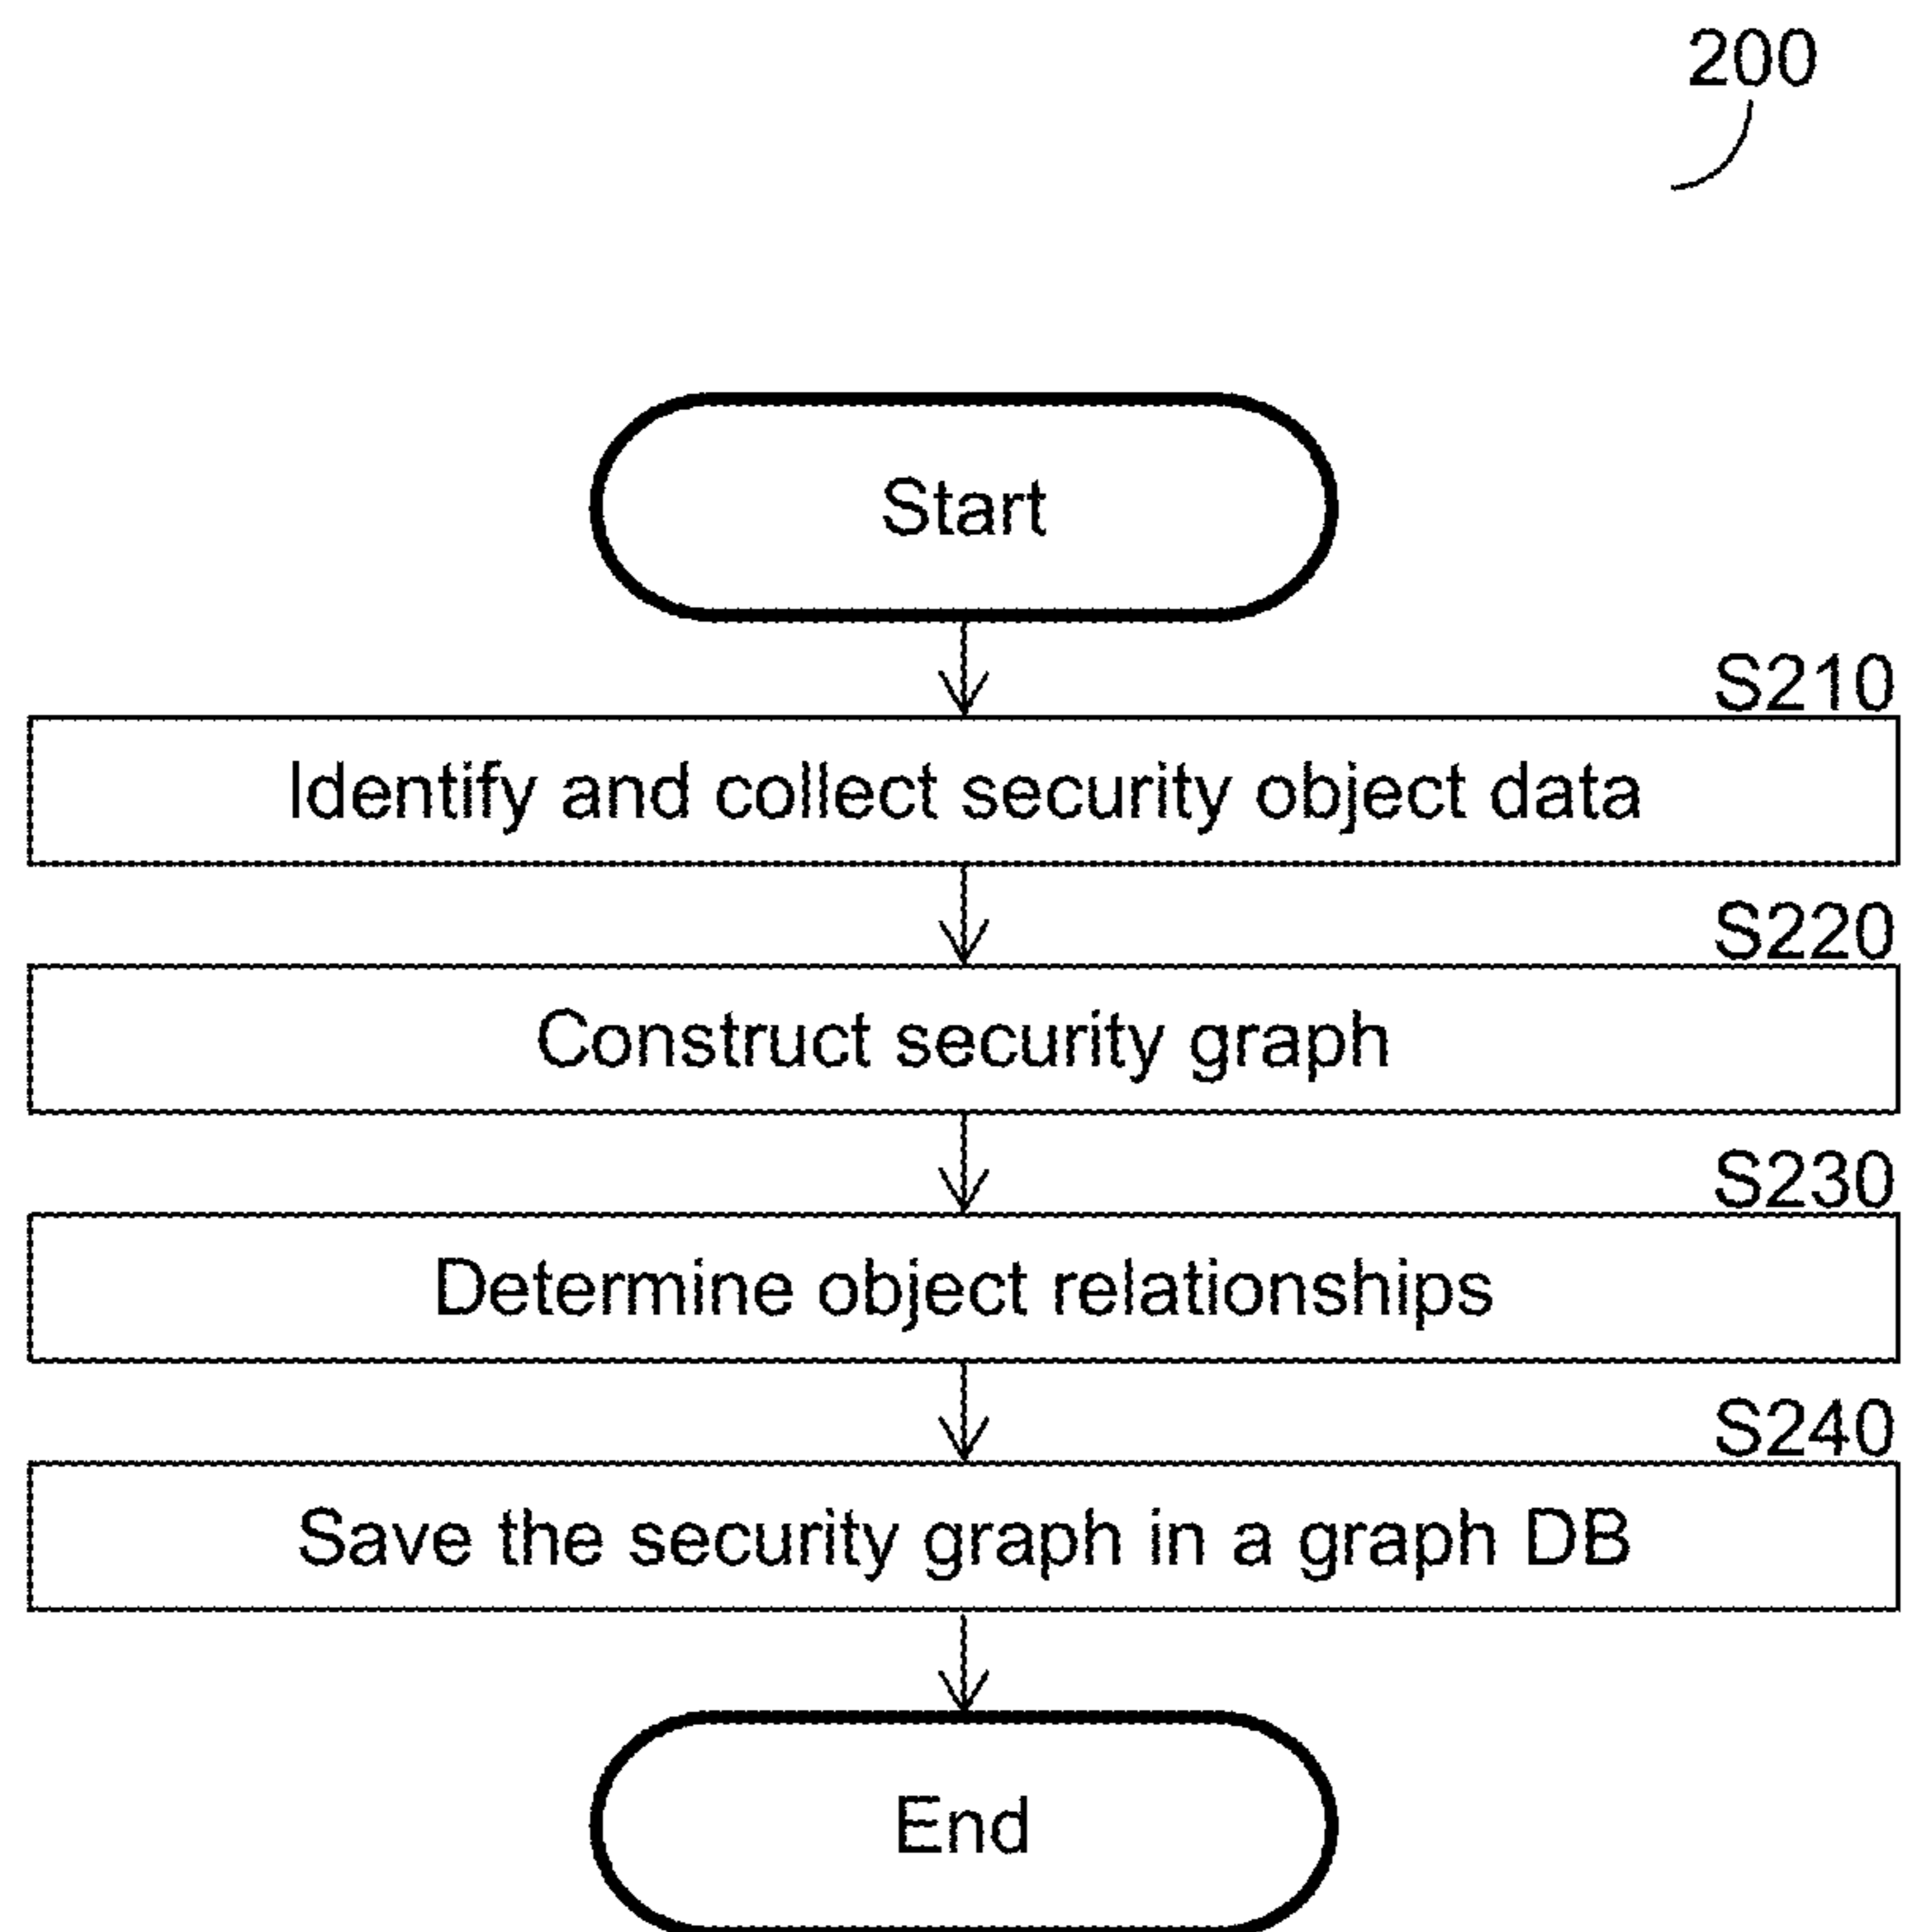 200
Start
S210
Identify and collect security object data
S220
Construct security graph
S230
Determine object relationships
S240
Save the security graph in a graph DB
End